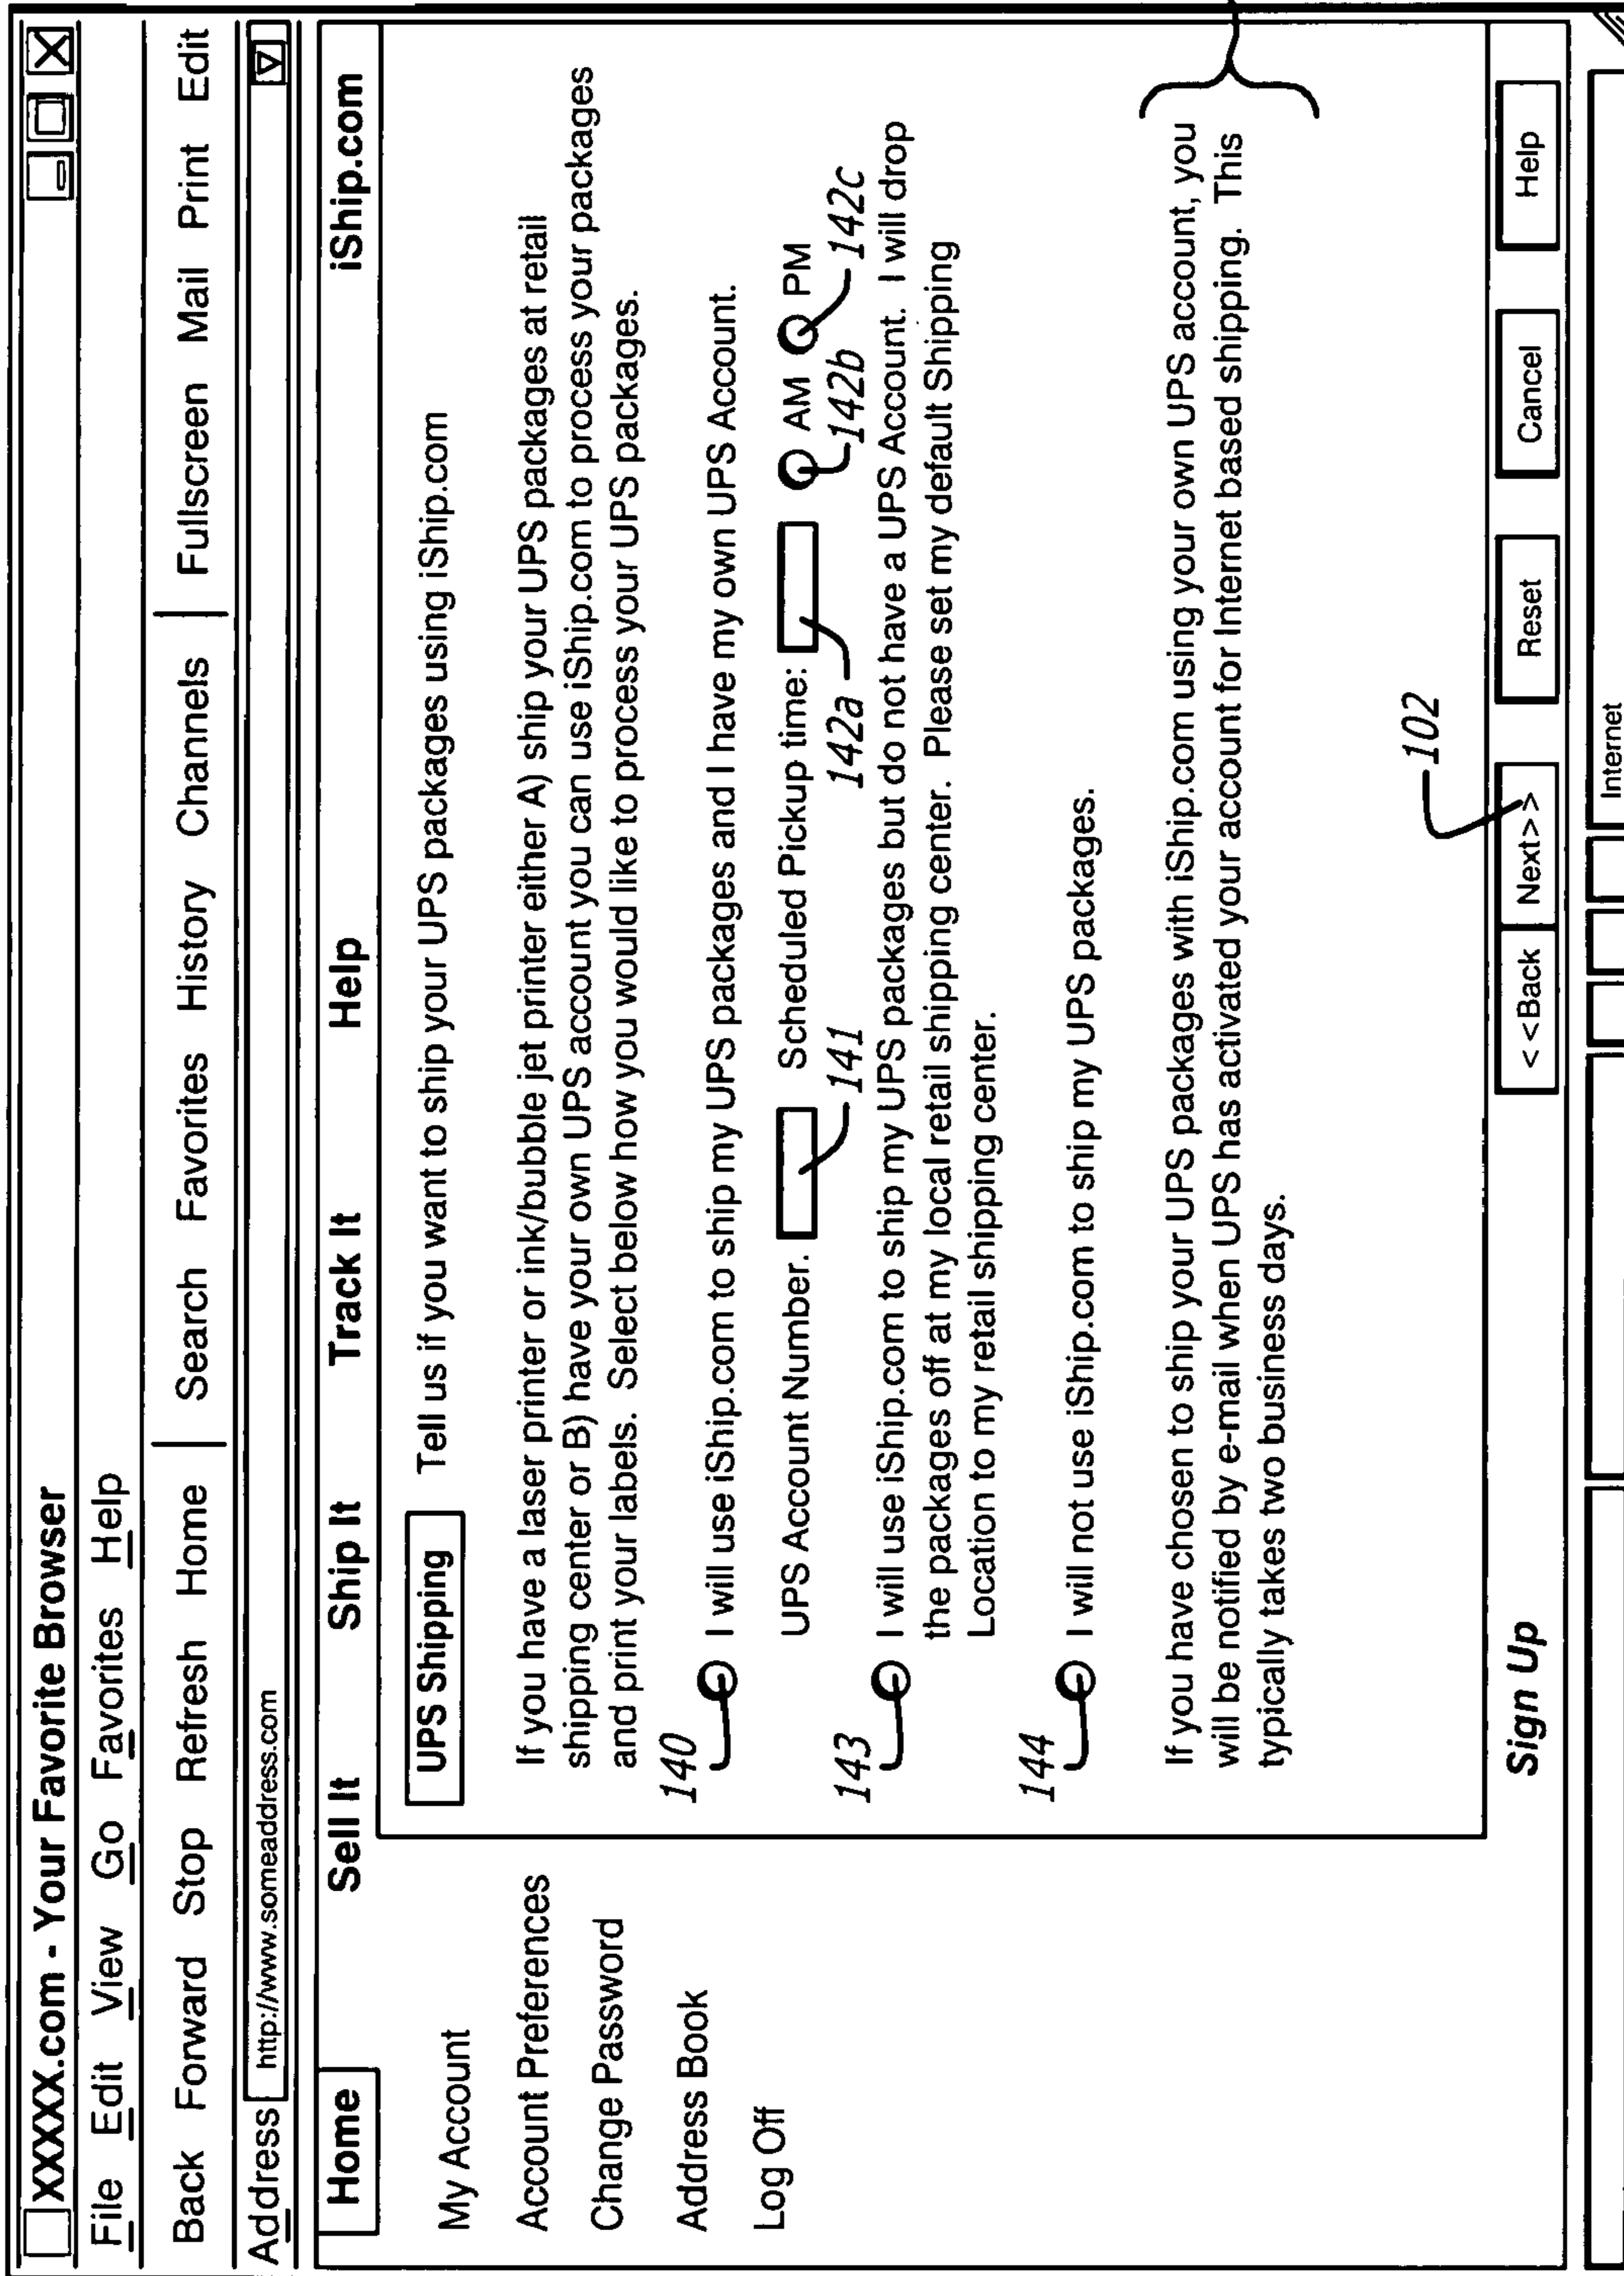 XXXXX.com - Your Favorite Browser
File Edit View Go Favorites Help
Back Forward Stop Refresh Home Search Favorites History Channels Fullscreen Mail Print Edit
Address http://www.someaddress.com
Home Sell It Ship It Track It Help iShip.com
My Account
Account Preferences
Change Password
Address Book
Log Off
UPS Shipping Tell us if you want to ship your UPS packages using iShip.com
If you have a laser printer or ink/bubble jet printer either A) ship your UPS packages at retail
shipping center or B) have your own UPS account you can use iShip.com to process your packages
and print your labels. Select below how you would like to process your UPS packages.
140 I will use iShip.com to ship my UPS packages and I have my own UPS Account.
UPS Account Number. Scheduled Pickup time: AM PM
141 142a 142b 142c
143 I will use iShip.com to ship my UPS packages but do not have a UPS Account. I will drop
the packages off at my local retail shipping center. Please set my default Shipping
Location to my retail shipping center.
144 I will not use iShip.com to ship my UPS packages.
If you have chosen to ship your UPS packages with iShip.com using your own UPS account, you
will be notified by e-mail when UPS has activated your account for Internet based shipping. This
typically takes two business days.
102
Sign Up < <Back Next> > Reset Cancel Help
Internet